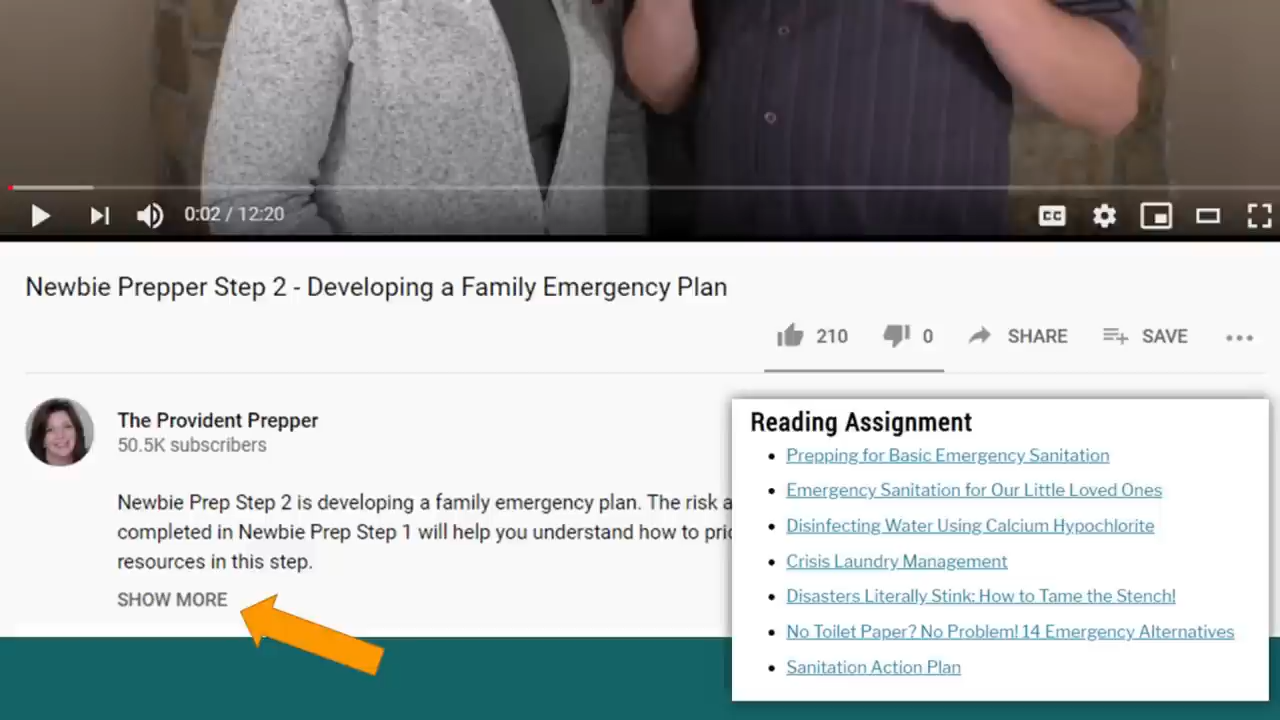 0:02 / 12:20
CC
Newbie Prepper Step 2 - Developing a Family Emergency Plan
210
0
SHARE
SAVE
The Provident Prepper
50.5K subscribers
Newbie Prep Step 2 is developing a family emergency plan. The risk a
completed in Newbie Prep Step 1 will help you understand how to
resources in this step.
SHOW MORE
Reading Assignment
Prepping for Basic Emergency Sanitation
Emergency Sanitation for Our Little Loved Ones
Disinfecting Water Using Calcium Hypochlorite
Crisis Laundry Management
Disasters Literally Stink: How to Tame the Stench!
No Toilet Paper? No Problem! 14 Emergency Alternatives
Sanitation Action Plan